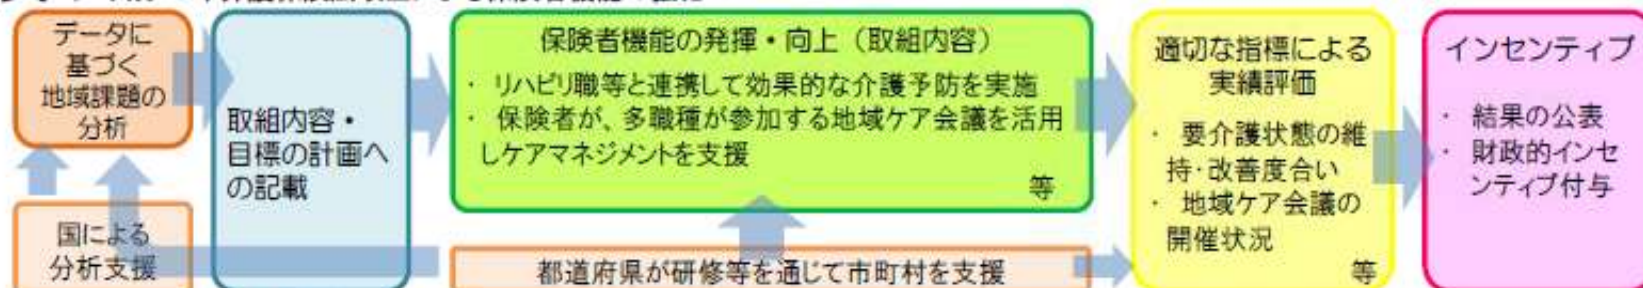 データに
基づく
地域課題の
分析
国による
分析支援
取組内容・
目標の計画へ
の記載
保険者機能の発揮・向上（取組内容）
・ リハビリ職等と連携して効果的な介護予防を実施
・ 保険者が、多職種が参加する地域ケア会議を活用
しケアマネジメントを支援
等
都道府県が研修等を通じて市町村を支援
適切な指標による
実績評価
・ 要介護状態の維
持・改善度合い
・ 地域ケア会議の
開催状況
等
インセンティブ
・ 結果の公表
・ 財政的インセ
ンティブ付与